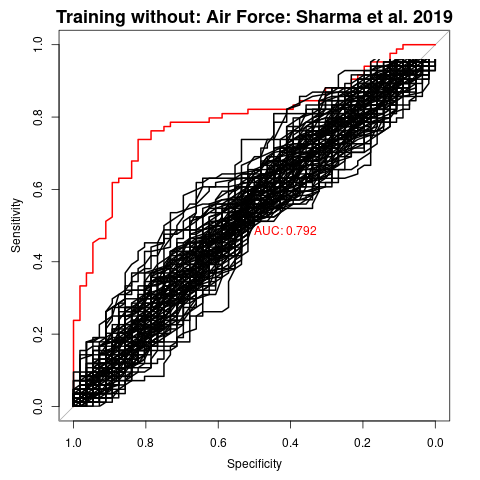 Training without: Air Force: Sharma et al. 2019
Sensitivity
1.0
0.8
0.6
0.4
0.2
0.0
AUC: 0.792
1.0 0.8 0.6 0.4 0.2 0.0
Specificity